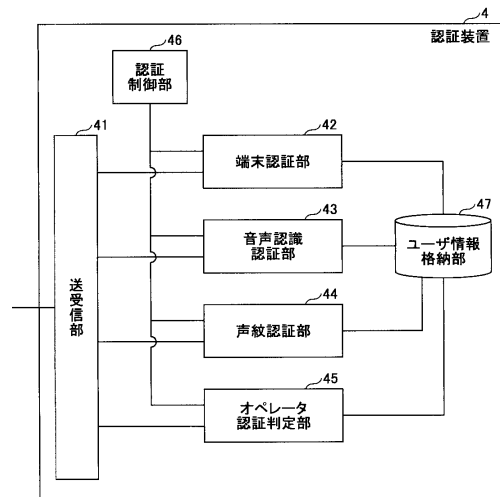 4
認証装置
46
認証
制御部
41
送受信部
42
端末認証部
43
音声認識
認証部
47
ユーザ情報
格納部
44
声紋認証部
45
オペレータ
認証判定部